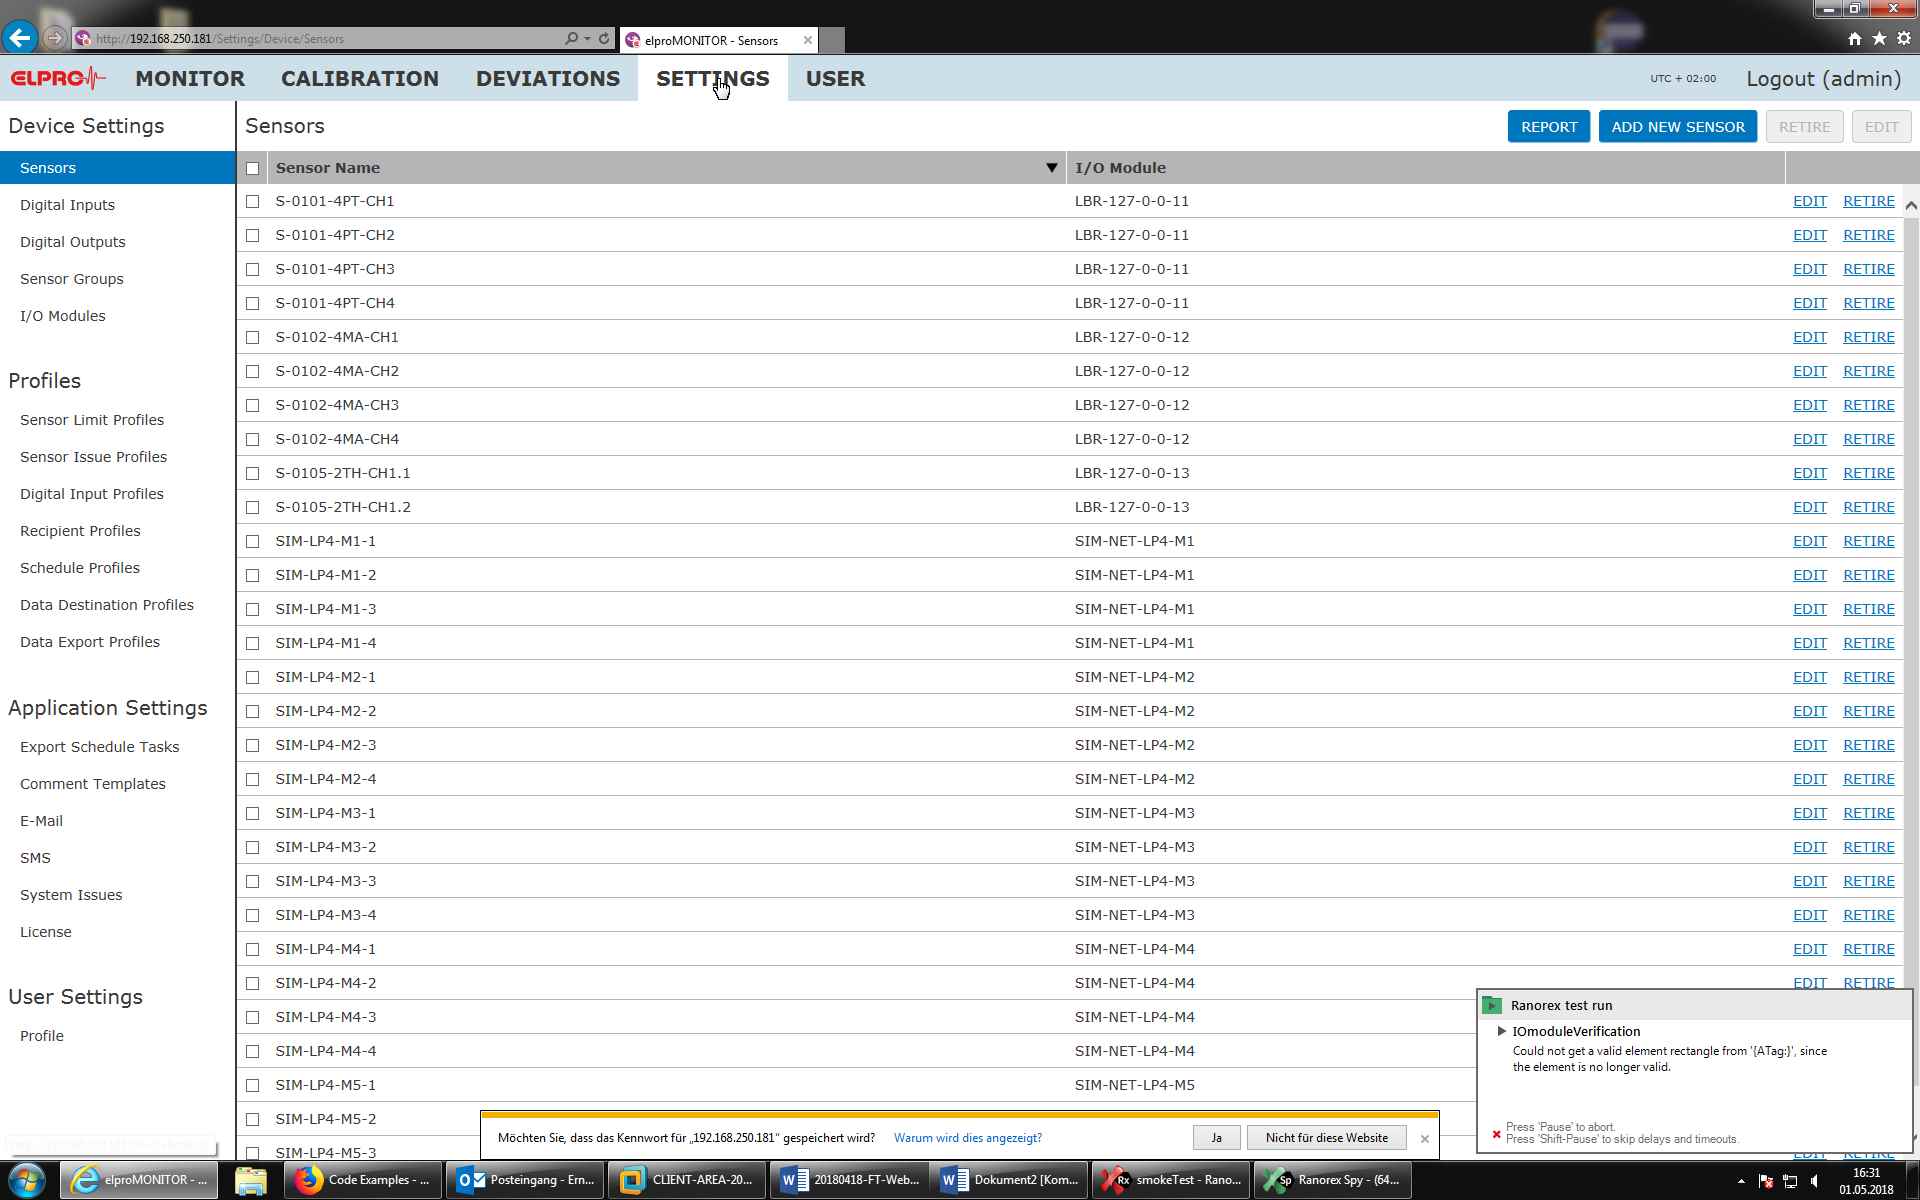 http://192.168.250.181/Settings/Device/Sensors
elproMONITOR - Sensors
ELPRO
MONITOR
CALIBRATION
DEVIATIONS
SETTINGS
USER
UTC + 02:00
Logout (admin)
Device Settings
Sensors
Digital Inputs
Digital Outputs
Sensor Groups
I/O Modules
Profiles
Sensor Limit Profiles
Sensor Issue Profiles
Digital Input Profiles
Recipient Profiles
Schedule Profiles
Data Destination Profiles
Data Export Profiles
Application Settings
Export Schedule Tasks
Comment Templates
E-Mail
SMS
System Issues
License
User Settings
Profile
Sensors
REPORT
ADD NEW SENSOR
RETIRE
EDIT
Sensor Name I/O Module
S-0101-4PT-CH1 LBR-127-0-0-11 EDIT RETIRE
S-0101-4PT-CH2 LBR-127-0-0-11 EDIT RETIRE
S-0101-4PT-CH3 LBR-127-0-0-11 EDIT RETIRE
S-0101-4PT-CH4 LBR-127-0-0-11 EDIT RETIRE
S-0102-4MA-CH1 LBR-127-0-0-12 EDIT RETIRE
S-0102-4MA-CH2 LBR-127-0-0-12 EDIT RETIRE
S-0102-4MA-CH3 LBR-127-0-0-12 EDIT RETIRE
S-0102-4MA-CH4 LBR-127-0-0-12 EDIT RETIRE
S-0105-2TH-CH1.1 LBR-127-0-0-13 EDIT RETIRE
S-0105-2TH-CH1.2 LBR-127-0-0-13 EDIT RETIRE
SIM-LP4-M1-1 SIM-NET-LP4-M1 EDIT RETIRE
SIM-LP4-M1-2 SIM-NET-LP4-M1 EDIT RETIRE
SIM-LP4-M1-3 SIM-NET-LP4-M1 EDIT RETIRE
SIM-LP4-M1-4 SIM-NET-LP4-M1 EDIT RETIRE
SIM-LP4-M2-1 SIM-NET-LP4-M2 EDIT RETIRE
SIM-LP4-M2-2 SIM-NET-LP4-M2 EDIT RETIRE
SIM-LP4-M2-3 SIM-NET-LP4-M2 EDIT RETIRE
SIM-LP4-M2-4 SIM-NET-LP4-M2 EDIT RETIRE
SIM-LP4-M3-1 SIM-NET-LP4-M3 EDIT RETIRE
SIM-LP4-M3-2 SIM-NET-LP4-M3 EDIT RETIRE
SIM-LP4-M3-3 SIM-NET-LP4-M3 EDIT RETIRE
SIM-LP4-M3-4 SIM-NET-LP4-M3 EDIT RETIRE
SIM-LP4-M4-1 SIM-NET-LP4-M4 EDIT RETIRE
SIM-LP4-M4-2 SIM-NET-LP4-M4 EDIT RETIRE
SIM-LP4-M4-3 SIM-NET-LP4-M4
SIM-LP4-M4-4 SIM-NET-LP4-M4
SIM-LP4-M5-1 SIM-NET-LP4-M5
SIM-LP4-M5-2
SIM-LP4-M5-3 EDIT RETIRE
Ranorex test run
IOmoduleVerification
Could not get a valid element rectangle from '{ATag:}', since
the element is no longer valid.
Press 'Pause' to abort.
Press 'Shift-Pause' to skip delays and timeouts.
Möchten Sie, dass das Kennwort für „192.168.250.181“ gespeichert wird?
Warum wird dies angezeigt?
Ja
Nicht für diese Website
elproMONITOR - ...
Code Examples - ...
Posteingang - Ern...
CLIENT-AREA-20...
20180418-FT-Web...
Dokument2 [Kom...
smokeTest - Rano...
Ranorex Spy - (64...
16:31
01.05.2018